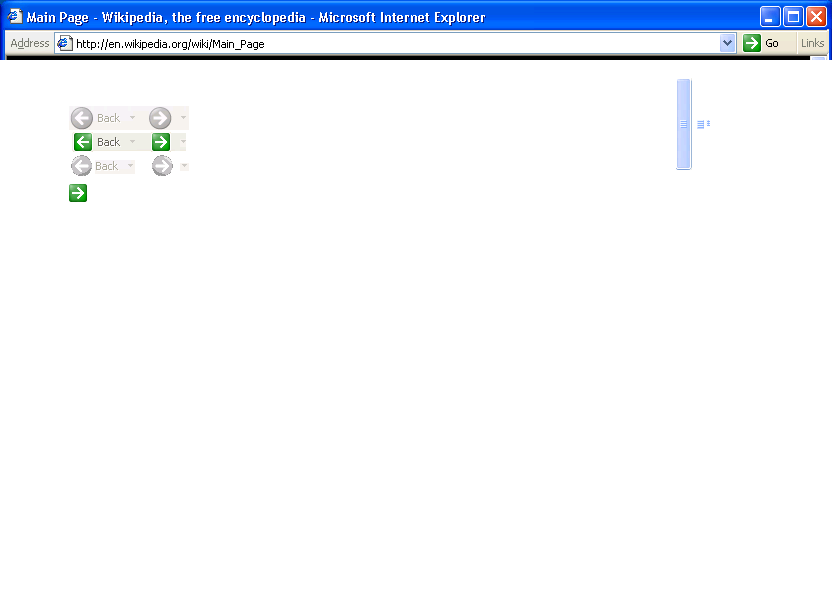 Main Page - Wikipedia, the free encyclopedia - Microsoft Internet Explorer
Address http://en.wikipedia.org/wiki/Main_Page Go Links
Back
Back
Back